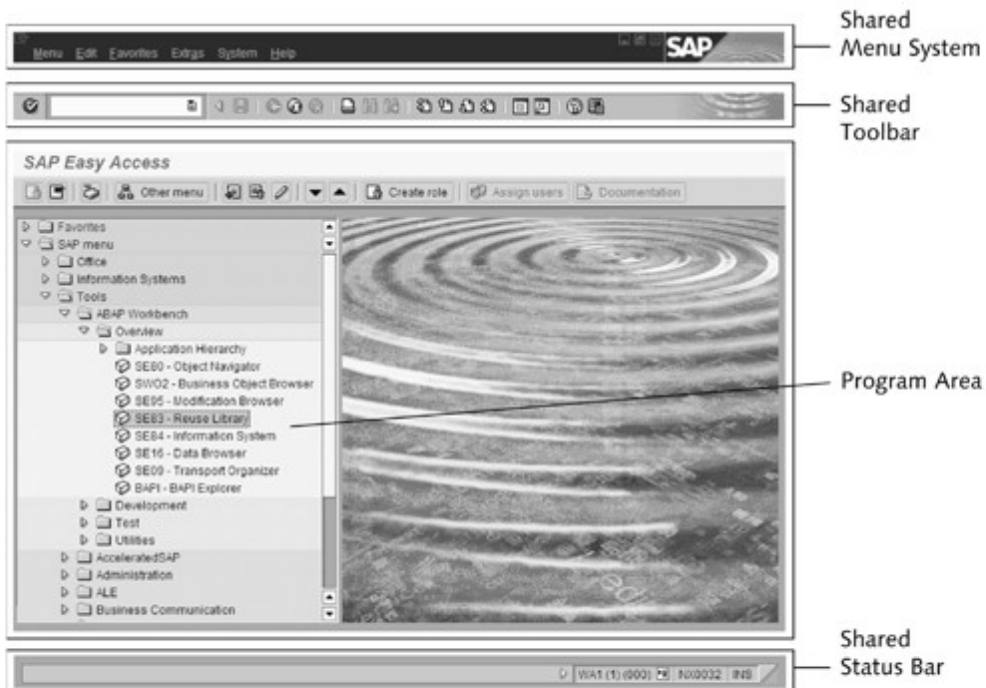 Shared
Menu System
Menu Edit Favorites Extras System Help
SAP
Shared
Toolbar
SAP Easy Access
Other menu
Create role
Assign users
Documentation
Favorites
SAP menu
Office
Information Systems
Tools
ABAP Workbench
Overview
Application Hierarchy
SE80 - Object Navigator
SWO2 - Business Object Browser
SE95 - Modification Browser
SE83 - Reuse Library
SE84 - Information System
SE16 - Data Browser
SE09 - Transport Organizer
BAPI - BAPI Explorer
Development
Test
Utilities
AcceleratedSAP
Administration
ALE
Business Communication
Program Area
Shared
Status Bar
WA1 (1) (000) NX0032 INS